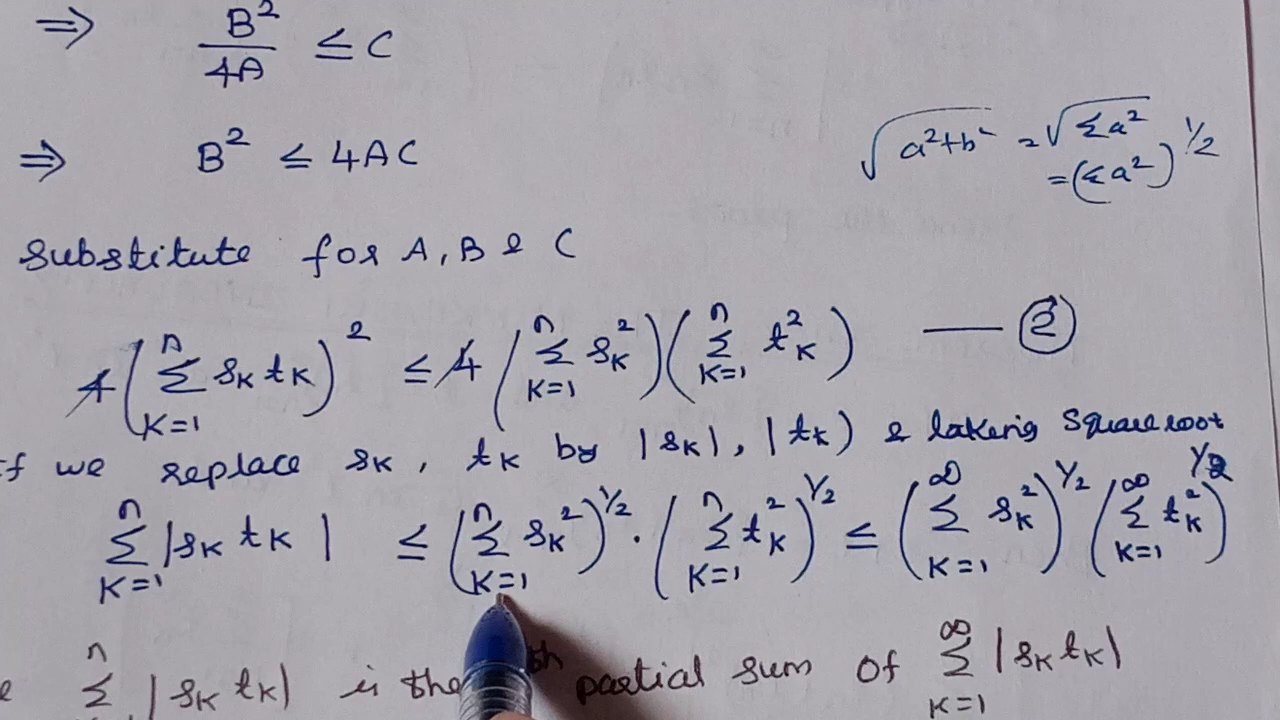 ⇒ B²/4A ≤ C
⇒ B² ≤ 4AC
√a²+b² = √Σa²
= (Σa²)^1/2
Substitute for A, B & C
4(Σ_{K=1}^{n} s_K t_K)² ≤ 4(Σ_{K=1}^{n} s_K²)(Σ_{K=1}^{n} t_K²) —— ②
If we replace s_K, t_K by |s_K|, |t_K) & taking square root
Σ_{K=1}^{n} |s_K t_K| ≤ (Σ_{K=1}^{n} s_K²)^1/2 · (Σ_{K=1}^{n} t_K²)^1/2 ≤ (Σ_{K=1}^{∞} s_K²)^1/2 (Σ_{K=1}^{∞} t_K²)^1/2
Σ^{n} |s_K t_K| is the th partial sum of Σ_{K=1}^{∞} |s_K t_K|